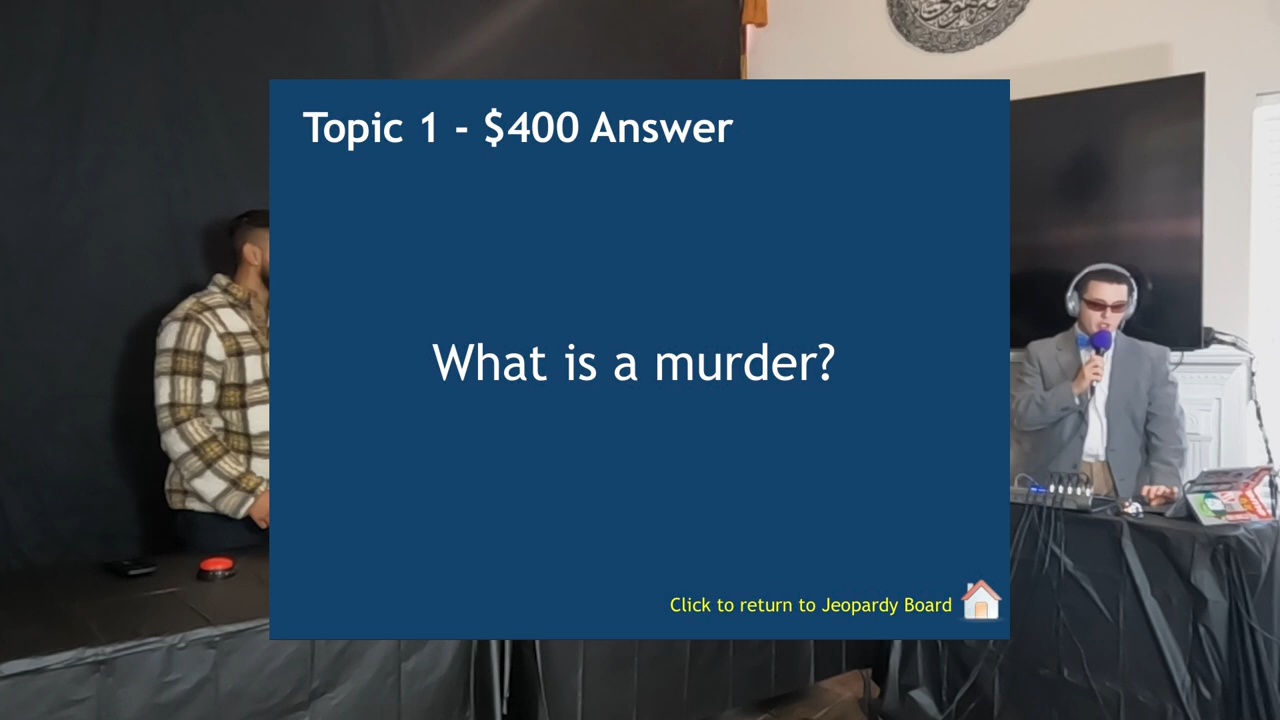 Topic 1 - $400 Answer
What is a murder?
Click to return to Jeopardy Board